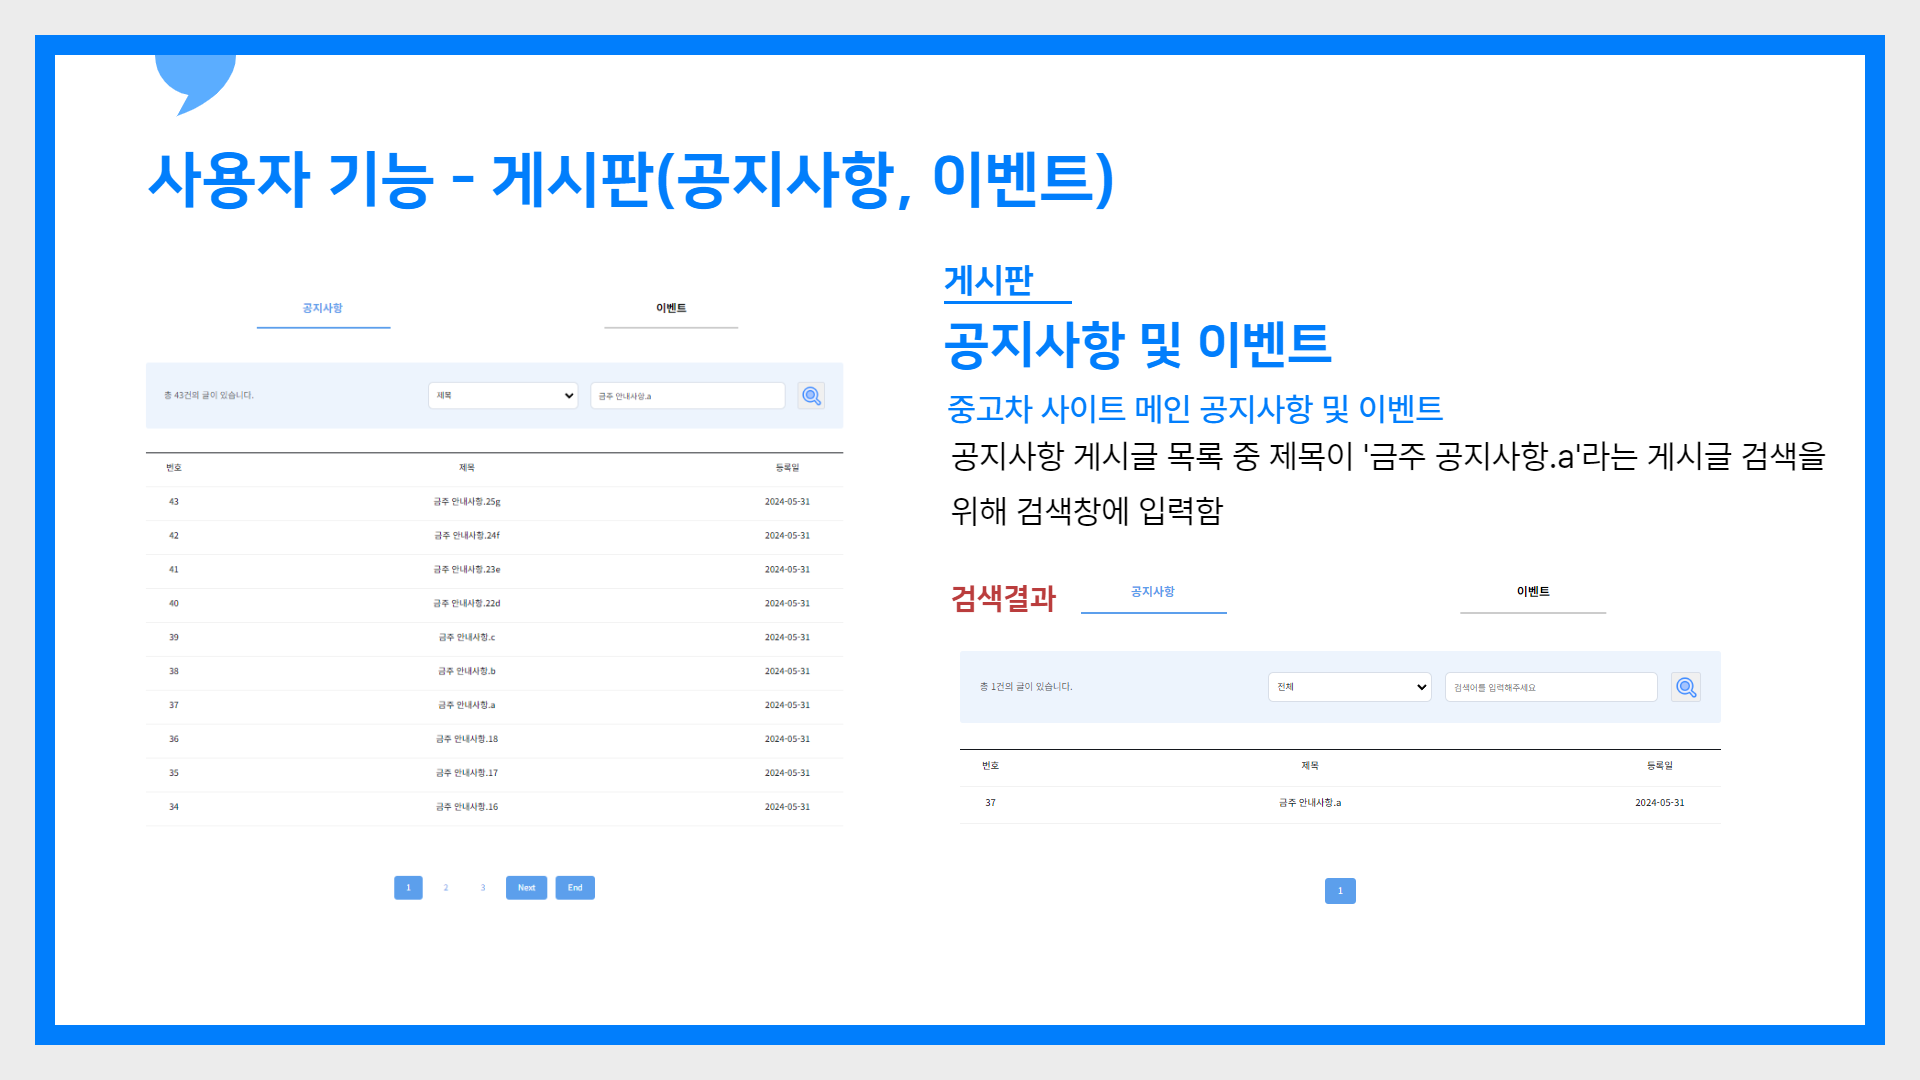 사용자 기능 - 게시판(공지사항, 이벤트)
공지사항 이벤트
총 43건의 글이 있습니다. 제목 금주 안내사항.a
번호 제목 등록일
43 금주 안내사항.25g 2024-05-31
42 금주 안내사항.24f 2024-05-31
41 금주 안내사항.23e 2024-05-31
40 금주 안내사항.22d 2024-05-31
39 금주 안내사항.c 2024-05-31
38 금주 안내사항.b 2024-05-31
37 금주 안내사항.a 2024-05-31
36 금주 안내사항.18 2024-05-31
35 금주 안내사항.17 2024-05-31
34 금주 안내사항.16 2024-05-31
1 2 3 Next End
게시판
공지사항 및 이벤트
중고차 사이트 메인 공지사항 및 이벤트
공지사항 게시글 목록 중 제목이 '금주 공지사항.a'라는 게시글 검색을
위해 검색창에 입력함
검색결과 공지사항 이벤트
총 1건의 글이 있습니다. 전체 검색어를 입력해주세요
번호 제목 등록일
37 금주 안내사항.a 2024-05-31
1